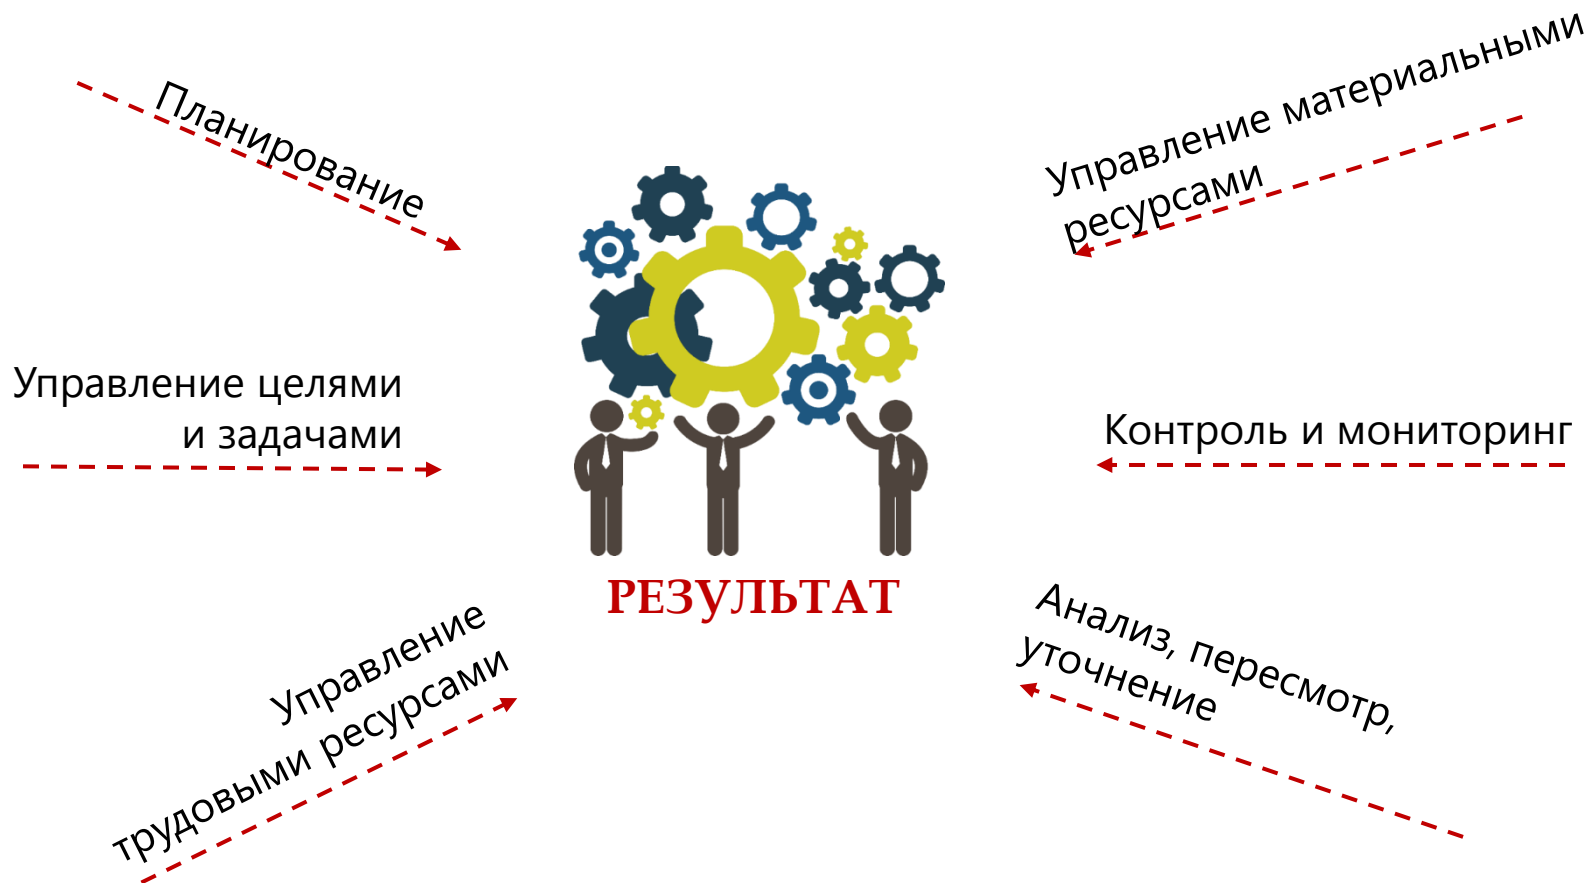 Планирование
Управление целями
и задачами
Управление
трудовыми ресурсами
РЕЗУЛЬТАТ
Управление материальными
ресурсами
Контроль и мониторинг
Анализ, пересмотр,
уточнение